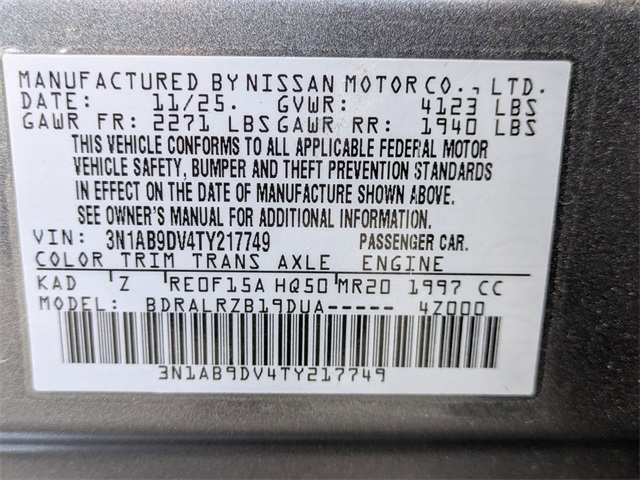 MANUFACTURED BY NISSAN MOTOR CO., LTD.
DATE: 11/25. GVWR: 4123 LBS
GAWR FR: 2271 LBS GAWR RR: 1940 LBS
THIS VEHICLE CONFORMS TO ALL APPLICABLE FEDERAL MOTOR
VEHICLE SAFETY, BUMPER AND THEFT PREVENTION STANDARDS
IN EFFECT ON THE DATE OF MANUFACTURE SHOWN ABOVE.
SEE OWNER'S MANUAL FOR ADDITIONAL INFORMATION.
VIN: 3N1AB9DV4TY217749 PASSENGER CAR.
COLOR TRIM TRANS AXLE ENGINE
KAD Z RE0F15A HQ50 MR20 1997 CC
MODEL: BDRALRZB19DUA----- 4Z000
3N1AB9DV4TY217749